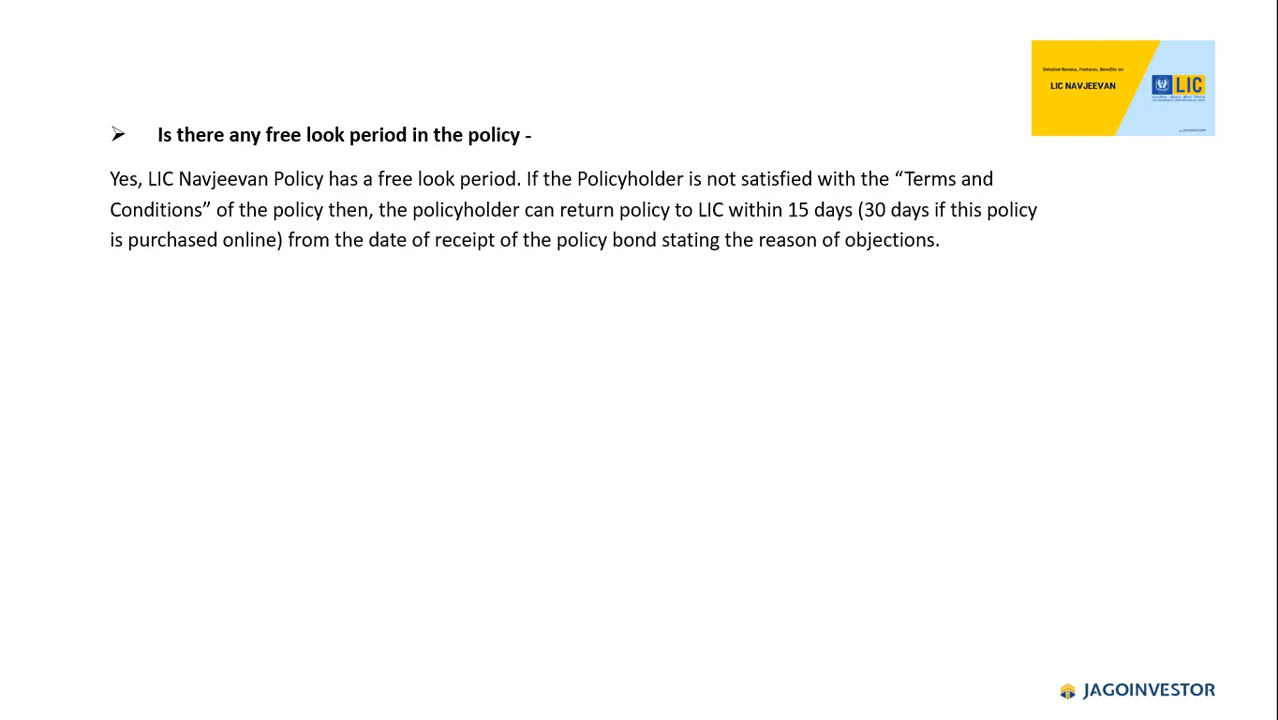 Detailed Review, Features, Benefits on
LIC NAVJEEVAN
LIC
JAGOINVESTOR
➢ Is there any free look period in the policy -
Yes, LIC Navjeevan Policy has a free look period. If the Policyholder is not satisfied with the “Terms and
Conditions” of the policy then, the policyholder can return policy to LIC within 15 days (30 days if this policy
is purchased online) from the date of receipt of the policy bond stating the reason of objections.
JAGOINVESTOR